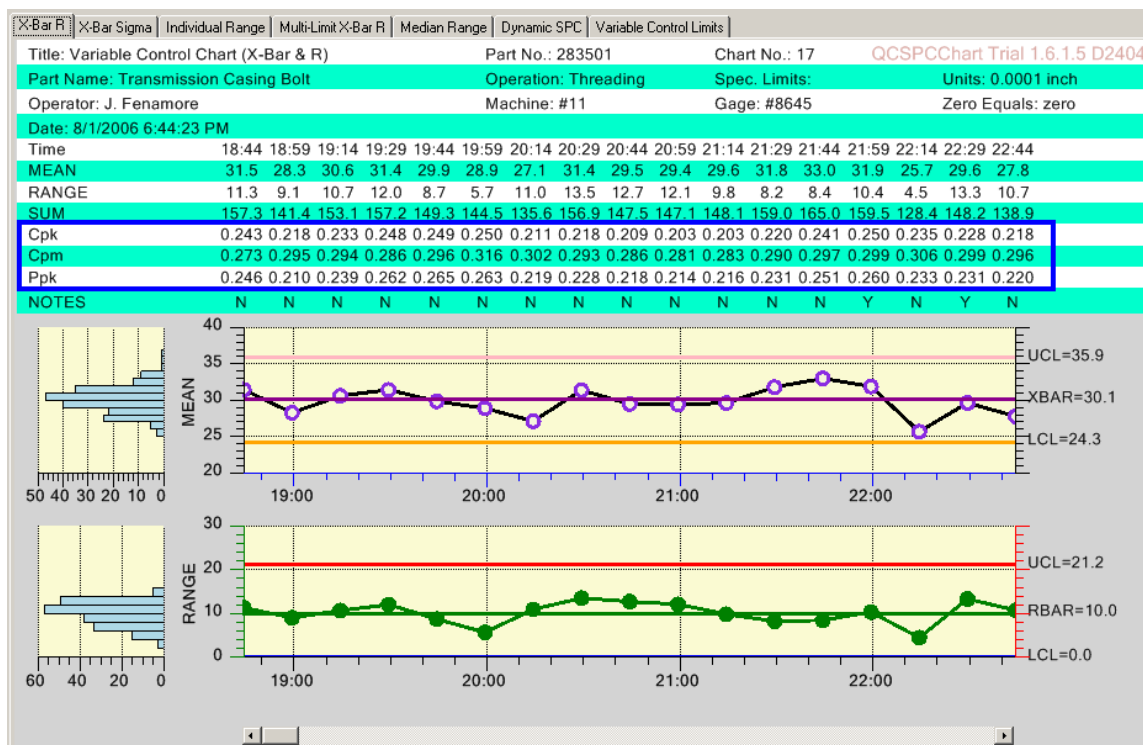 X-Bar R X-Bar Sigma Individual Range Multi-Limit X-Bar R Median Range Dynamic SPC Variable Control Limits
Title: Variable Control Chart (X-Bar & R) Part No.: 283501 Chart No.: 17 QCSPCChart Trial 1.6.1.5 D2404
Part Name: Transmission Casing Bolt Operation: Threading Spec. Limits: Units: 0.0001 inch
Operator: J. Fenamore Machine: #11 Gage: #8645 Zero Equals: zero
Date: 8/1/2006 6:44:23 PM
Time 18:44 18:59 19:14 19:29 19:44 19:59 20:14 20:29 20:44 20:59 21:14 21:29 21:44 21:59 22:14 22:29 22:44
MEAN 31.5 28.3 30.6 31.4 29.9 28.9 27.1 31.4 29.5 29.4 29.6 31.8 33.0 31.9 25.7 29.6 27.8
RANGE 11.3 9.1 10.7 12.0 8.7 5.7 11.0 13.5 12.7 12.1 9.8 8.2 8.4 10.4 4.5 13.3 10.7
SUM 157.3 141.4 153.1 157.2 149.3 144.5 135.6 156.9 147.5 147.1 148.1 159.0 165.0 159.5 128.4 148.2 138.9
Cpk 0.243 0.218 0.233 0.248 0.249 0.250 0.211 0.218 0.209 0.203 0.203 0.220 0.241 0.250 0.235 0.228 0.218
Cpm 0.273 0.295 0.294 0.286 0.296 0.316 0.302 0.293 0.286 0.281 0.283 0.290 0.297 0.299 0.306 0.299 0.296
Ppk 0.246 0.210 0.239 0.262 0.265 0.263 0.219 0.228 0.218 0.214 0.216 0.231 0.251 0.260 0.233 0.231 0.220
NOTES N N N N N N N N N N N N N Y N Y N
40
35 UCL=35.9
MEAN
30 XBAR=30.1
25 LCL=24.3
20
50 40 30 20 10 0 19:00 20:00 21:00 22:00
30
20 UCL=21.2
RANGE
10 RBAR=10.0
0 LCL=0.0
60 40 20 0 19:00 20:00 21:00 22:00